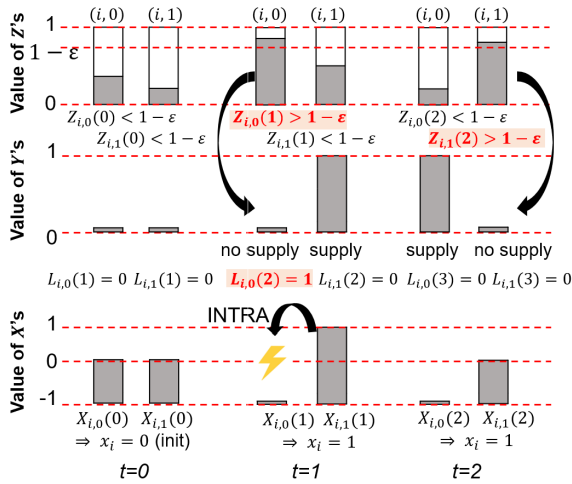 Value of Z's
1
1 − ε
0
(i, 0) (i, 1) (i, 0) (i, 1) (i, 0) (i, 1)
Z_{i,0}(0) < 1 − ε Z_{i,0}(1) > 1 − ε Z_{i,0}(2) < 1 − ε
Z_{i,1}(0) < 1 − ε Z_{i,1}(1) < 1 − ε Z_{i,1}(2) > 1 − ε
Value of Y's
1
0
no supply supply supply no supply
L_{i,0}(1) = 0 L_{i,1}(1) = 0 L_{i,0}(2) = 1 L_{i,1}(2) = 0 L_{i,0}(3) = 0 L_{i,1}(3) = 0
INTRA
Value of X's
1
0
-1
X_{i,0}(0) X_{i,1}(0) X_{i,0}(1) X_{i,1}(1) X_{i,0}(2) X_{i,1}(2)
⇒ x_i = 0 (init) ⇒ x_i = 1 ⇒ x_i = 1
t=0 t=1 t=2